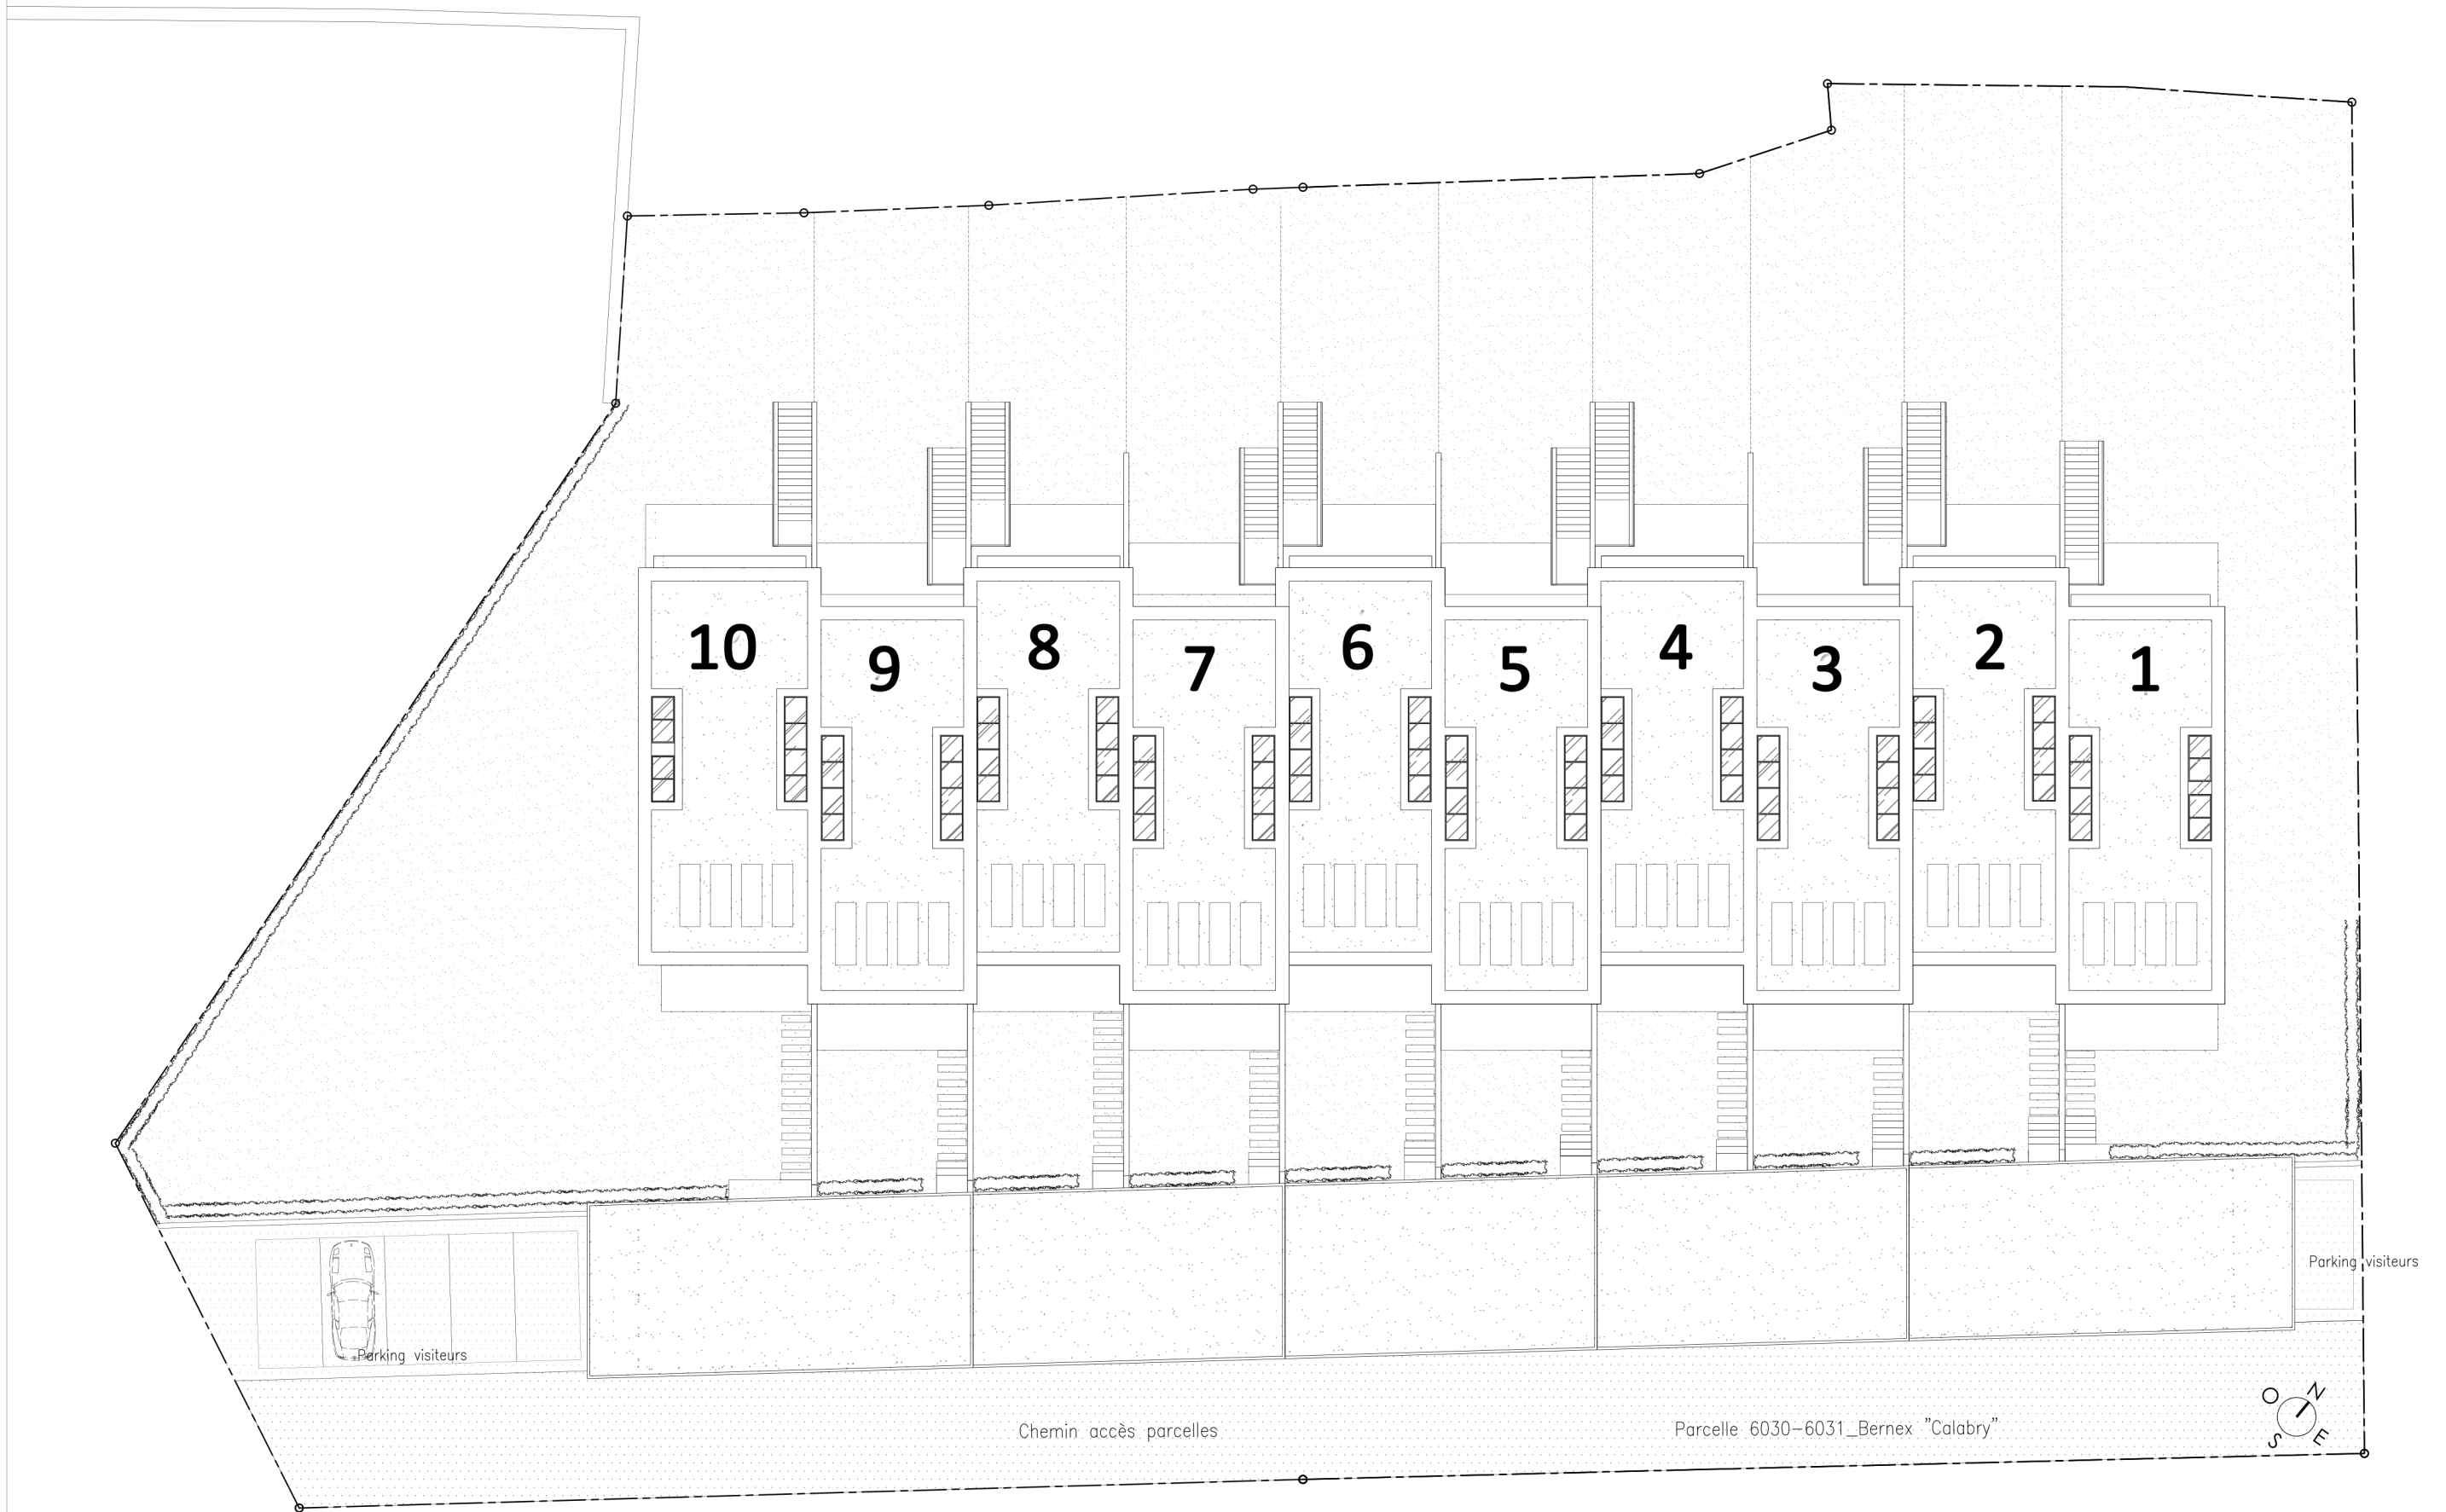 10
9
8
7
6
5
4
3
2
1
Parking visiteurs
Parking visiteurs
Chemin accès parcelles
Parcelle 6030-6031_Bernex "Calabry"
O N
S E